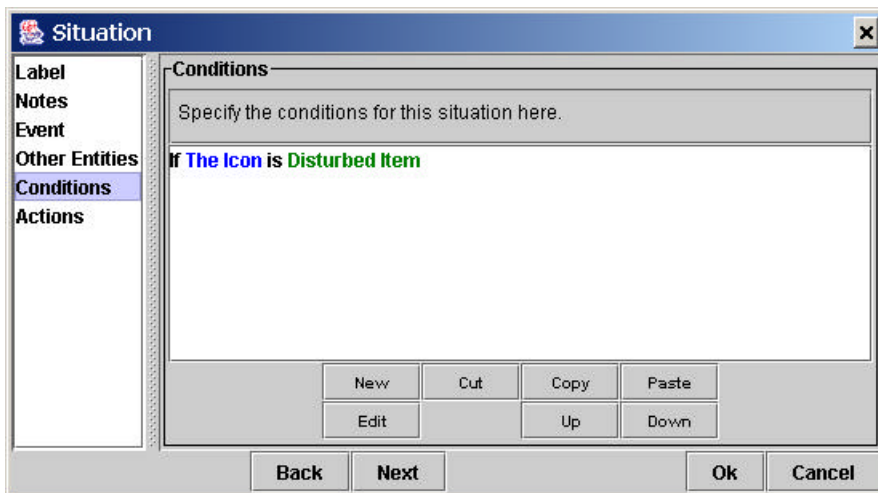 Situation
Label
Notes
Event
Other Entities
Conditions
Actions
Conditions
Specify the conditions for this situation here.
If The Icon is Disturbed Item
New Cut Copy Paste
Edit Up Down
Back Next Ok Cancel